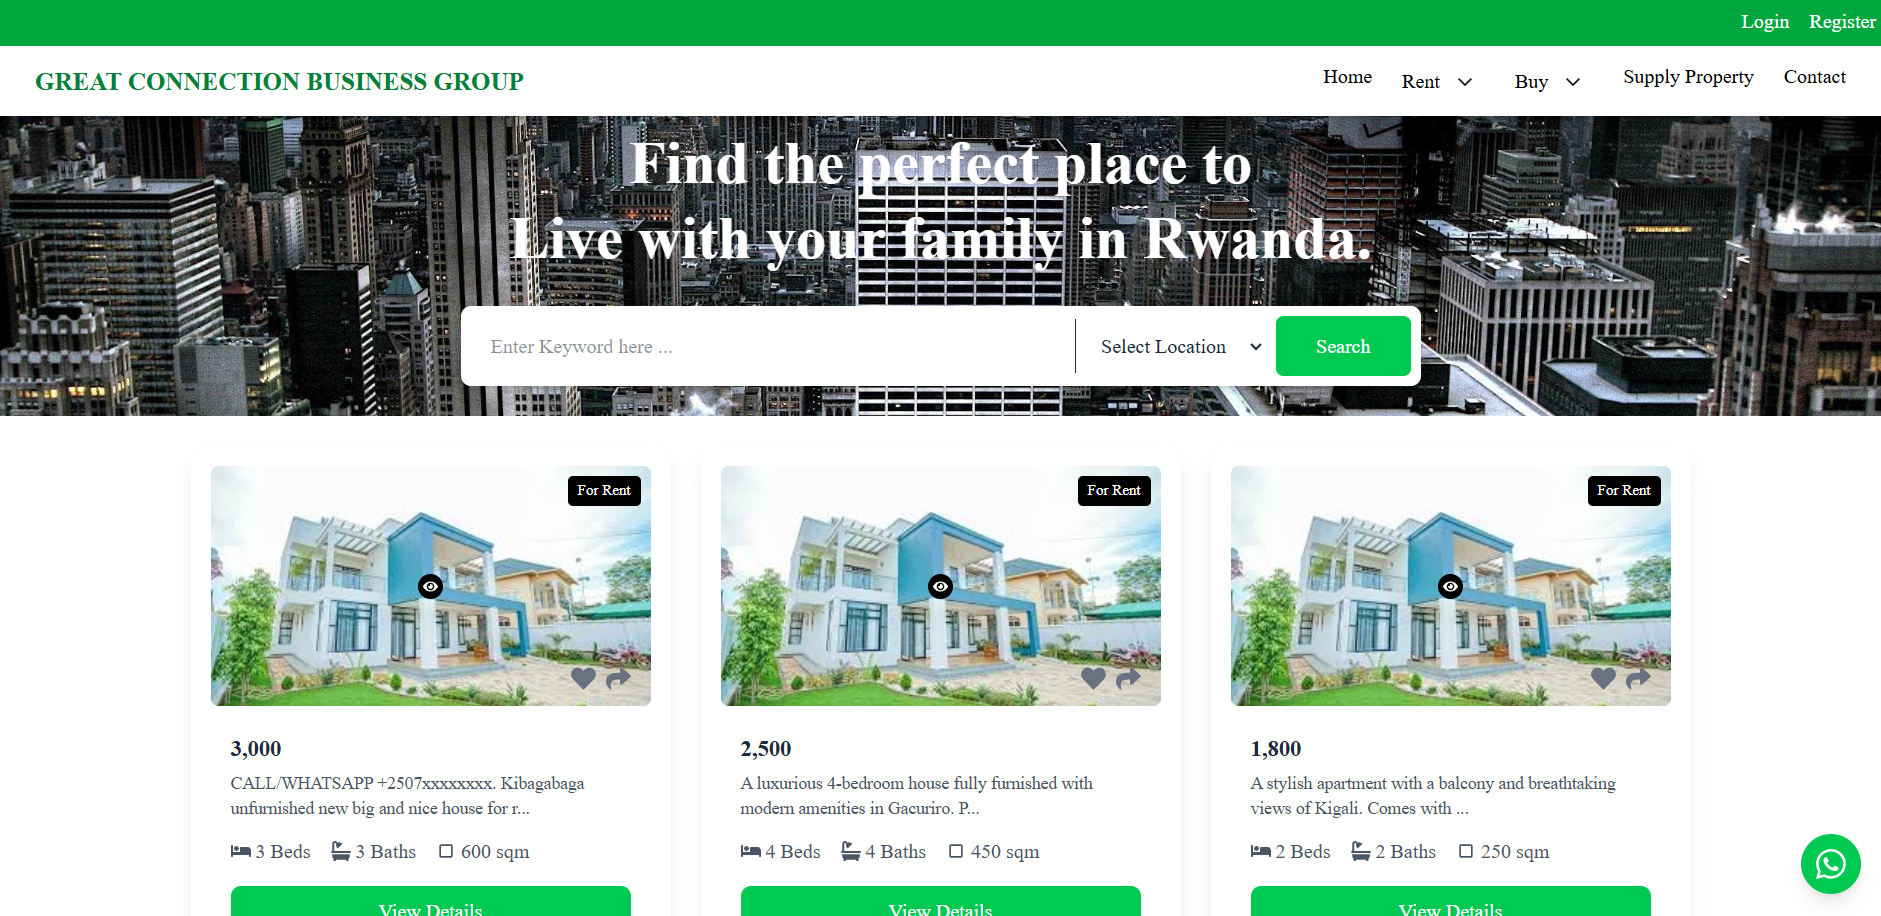 Login Register
GREAT CONNECTION BUSINESS GROUP
Home Rent Buy Supply Property Contact
Find the perfect place to
Live with your family in Rwanda.
Enter Keyword here ... Select Location Search
For Rent For Rent For Rent
3,000
CALL/WHATSAPP +2507xxxxxxxx. Kibagabaga
unfurnished new big and nice house for r...
3 Beds 3 Baths 600 sqm
View Details
2,500
A luxurious 4-bedroom house fully furnished with
modern amenities in Gacuriro. P...
4 Beds 4 Baths 450 sqm
View Details
1,800
A stylish apartment with a balcony and breathtaking
views of Kigali. Comes with ...
2 Beds 2 Baths 250 sqm
View Details